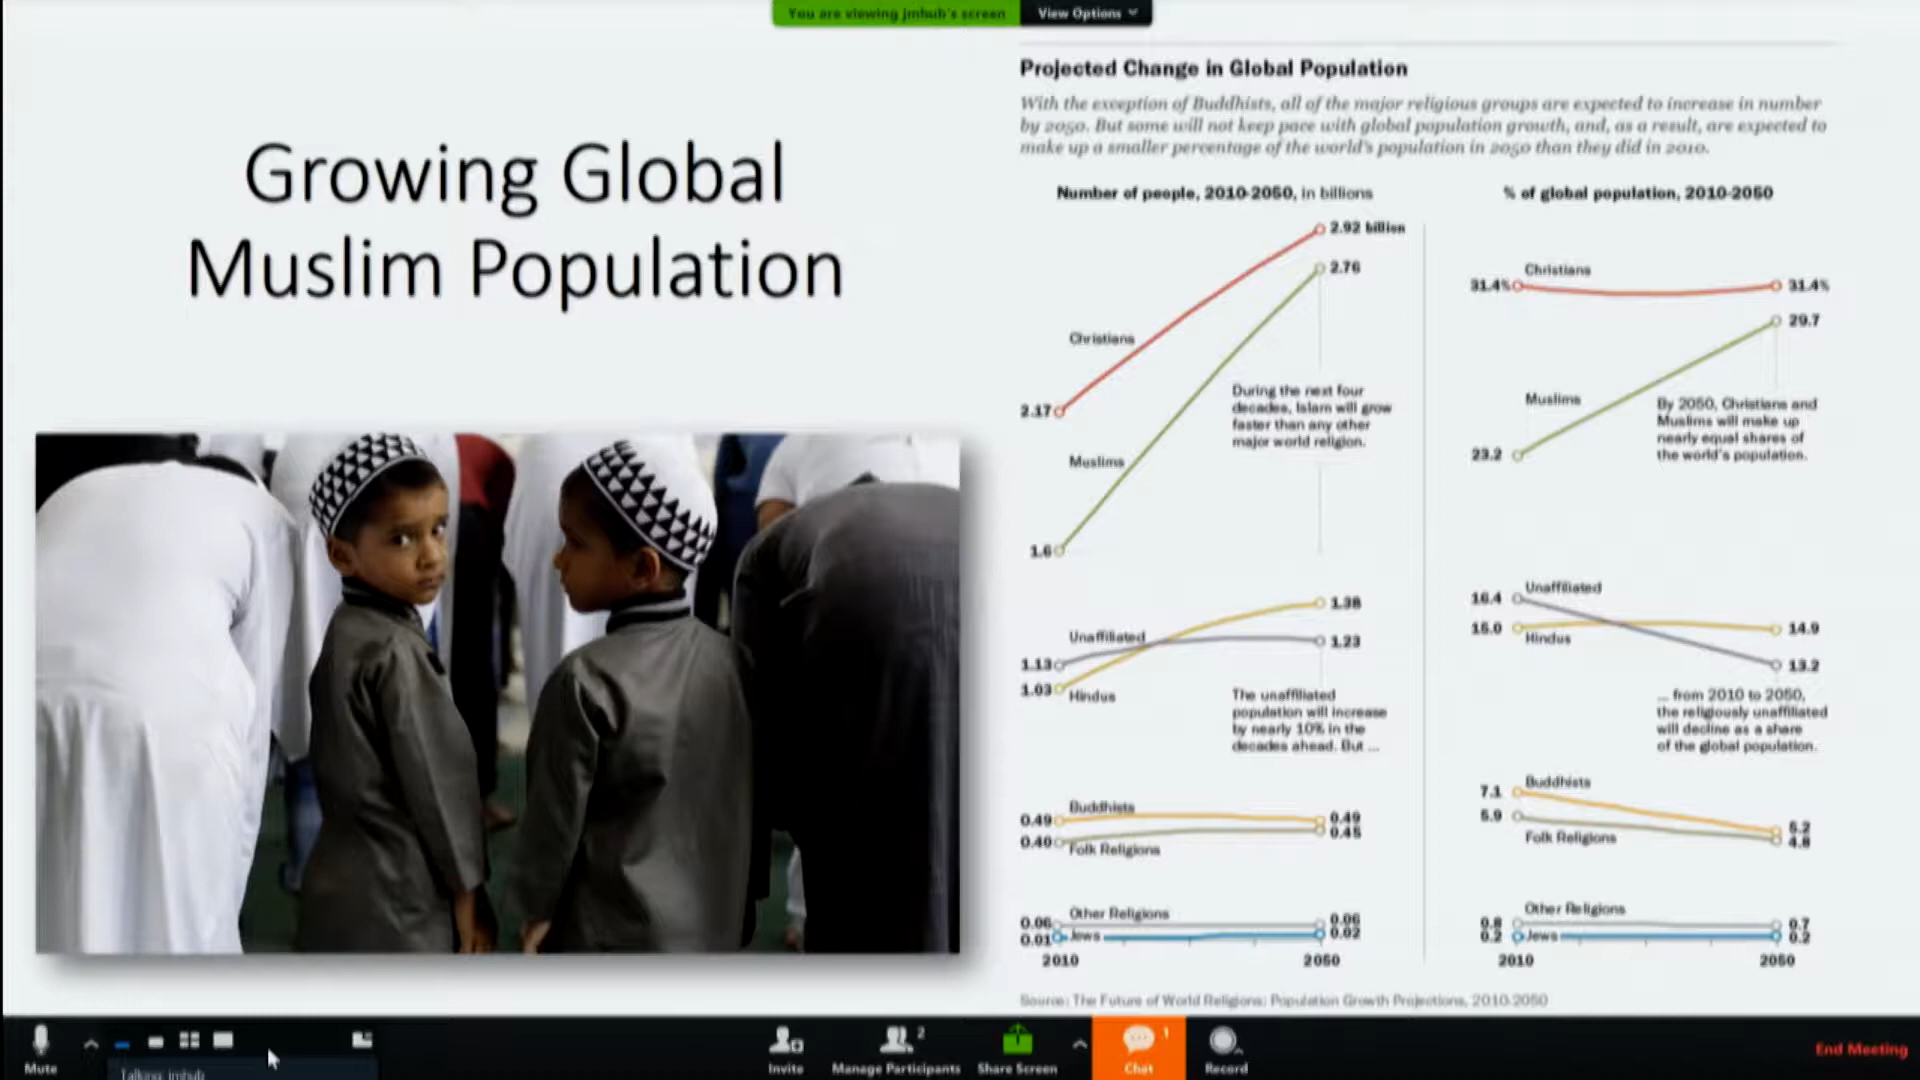 You are viewing jmhub's screen
View Options
Growing Global
Muslim Population
Projected Change in Global Population
With the exception of Buddhists, all of the major religious groups are expected to increase in number
by 2050. But some will not keep pace with global population growth, and, as a result, are expected to
make up a smaller percentage of the world's population in 2050 than they did in 2010.
Number of people, 2010-2050, in billions
2.92 billion
2.76
Christians
2.17
During the next four
decades, Islam will grow
faster than any other
major world religion.
Muslims
1.6
1.38
Unaffiliated
1.23
1.13
1.03
Hindus
The unaffiliated
population will increase
by nearly 10% in the
decades ahead. But ...
Buddhists
0.49
0.49
0.45
0.40
Folk Religions
Other Religions
0.06
0.06
0.01
Jews
0.02
2010
2050
% of global population, 2010-2050
Christians
31.4%
31.4%
29.7
Muslims
By 2050, Christians and
Muslims will make up
nearly equal shares of
the world's population.
23.2
Unaffiliated
16.4
15.0
Hindus
14.9
13.2
... from 2010 to 2050,
the religiously unaffiliated
will decline as a share
of the global population.
Buddhists
7.1
5.9
5.2
Folk Religions
4.8
Other Religions
0.8
0.7
0.2
Jews
0.2
2010
2050
Source: The Future of World Religions: Population Growth Projections, 2010-2050
Mute
Talking: jmhub
Invite
2
Manage Participants
Share Screen
1
Chat
Record
End Meeting